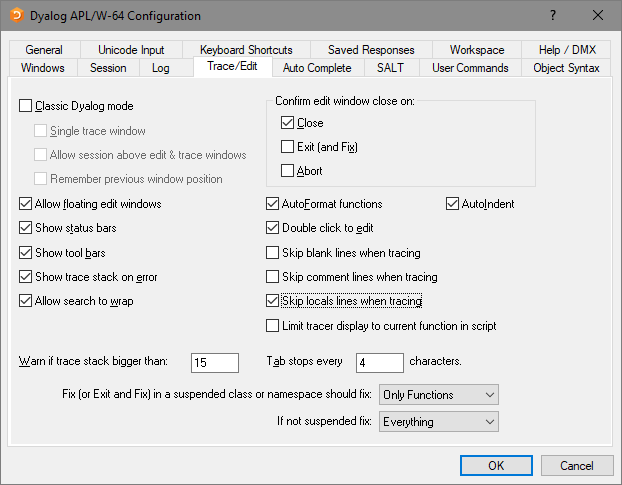 Dyalog APL/W-64 Configuration ?
General Unicode Input Keyboard Shortcuts Saved Responses Workspace Help / DMX
Windows Session Log Trace/Edit Auto Complete SALT User Commands Object Syntax
Classic Dyalog mode
Single trace window
Allow session above edit & trace windows
Remember previous window position
Confirm edit window close on:
Close
Exit (and Fix)
Abort
Allow floating edit windows AutoFormat functions AutoIndent
Show status bars Double click to edit
Show tool bars Skip blank lines when tracing
Show trace stack on error Skip comment lines when tracing
Allow search to wrap Skip locals lines when tracing
Limit tracer display to current function in script
Warn if trace stack bigger than: 15 Tab stops every 4 characters.
Fix (or Exit and Fix) in a suspended class or namespace should fix: Only Functions
If not suspended fix: Everything
OK Cancel